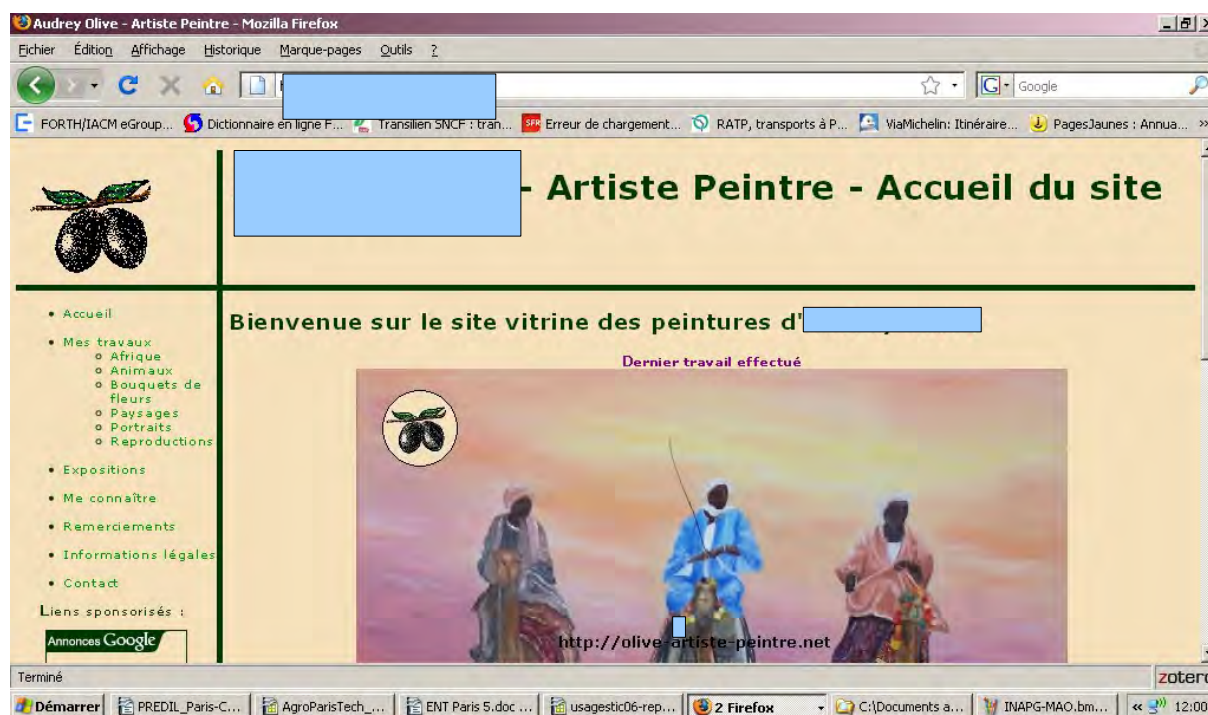 Audrey Olive - Artiste Peintre - Mozilla Firefox
Fichier Édition Affichage Historique Marque-pages Outils ?
G Google
FORTH/IACM eGroup... Dictionnaire en ligne F... Transilien SNCF : tran... SFR Erreur de chargement... RATP, transports à P... ViaMichelin: Itinéraire... PagesJaunes : Annua... »
- Artiste Peintre - Accueil du site
Accueil
Mes travaux
Afrique
Animaux
Bouquets de
fleurs
Paysages
Portraits
Reproductions
Expositions
Me connaître
Remerciements
Informations légales
Contact
Liens sponsorisés :
Annonces Google
Bienvenue sur le site vitrine des peintures d'
Dernier travail effectué
http://olive-artiste-peintre.net
Terminé
zotero
Démarrer PREDIL_Paris-C... AgroParisTech_... ENT Paris 5.doc ... usagestic06-rep... 2 Firefox C:\Documents a... INAPG-MAO.bm... « 12:00